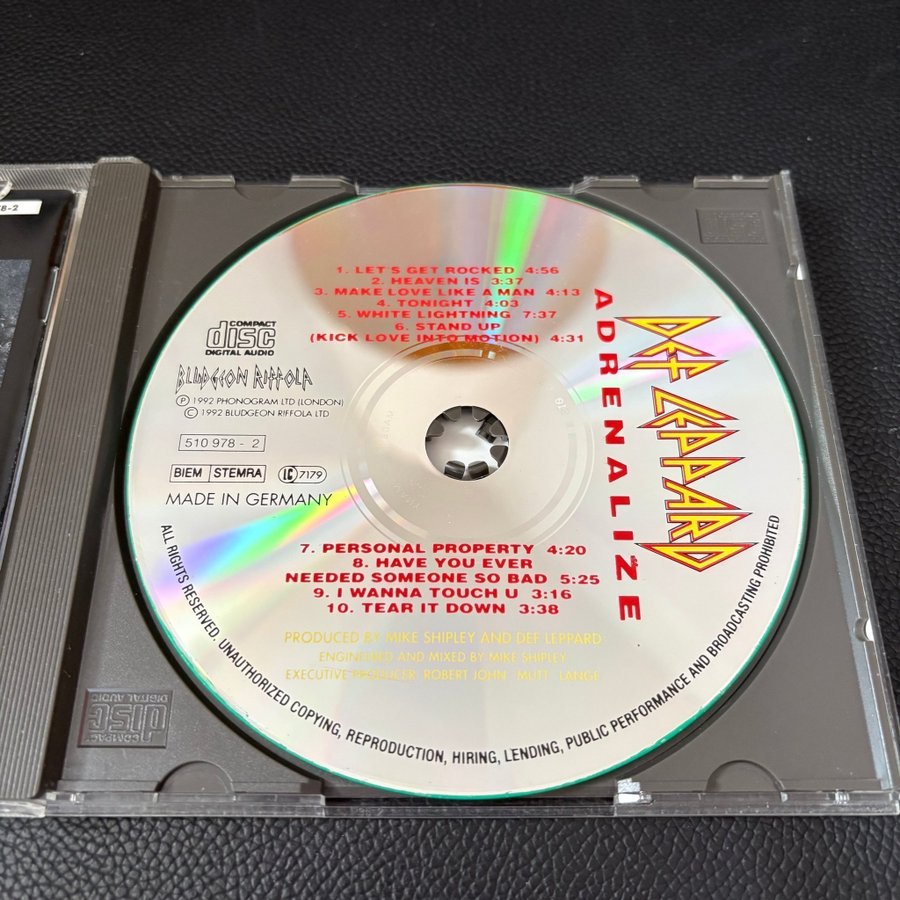 8-2
1. LET'S GET ROCKED 4:56
2. HEAVEN IS 3:37
3. MAKE LOVE LIKE A MAN 4:13
4. TONIGHT 4:03
5. WHITE LIGHTNING 7:37
6. STAND UP
(KICK LOVE INTO MOTION) 4:31
COMPACT
disc
DIGITAL AUDIO
BLUDGEON RIFFOLA
Ⓟ 1992 PHONOGRAM LTD (LONDON)
© 1992 BLUDGEON RIFFOLA LTD
510 978 - 2
BIEM STEMRA LC 7179
MADE IN GERMANY
DEF LEPPARD
ADRENALIZE
7. PERSONAL PROPERTY 4:20
8. HAVE YOU EVER
NEEDED SOMEONE SO BAD 5:25
9. I WANNA TOUCH U 3:16
10. TEAR IT DOWN 3:38
PRODUCED BY MIKE SHIPLEY AND DEF LEPPARD
ENGINEERED AND MIXED BY MIKE SHIPLEY
EXECUTIVE PRODUCER: ROBERT JOHN "MUTT" LANGE
ALL RIGHTS RESERVED. UNAUTHORIZED COPYING, REPRODUCTION, HIRING, LENDING, PUBLIC PERFORMANCE AND BROADCASTING PROHIBITED
COMPACT
disc
DIGITAL AUDIO